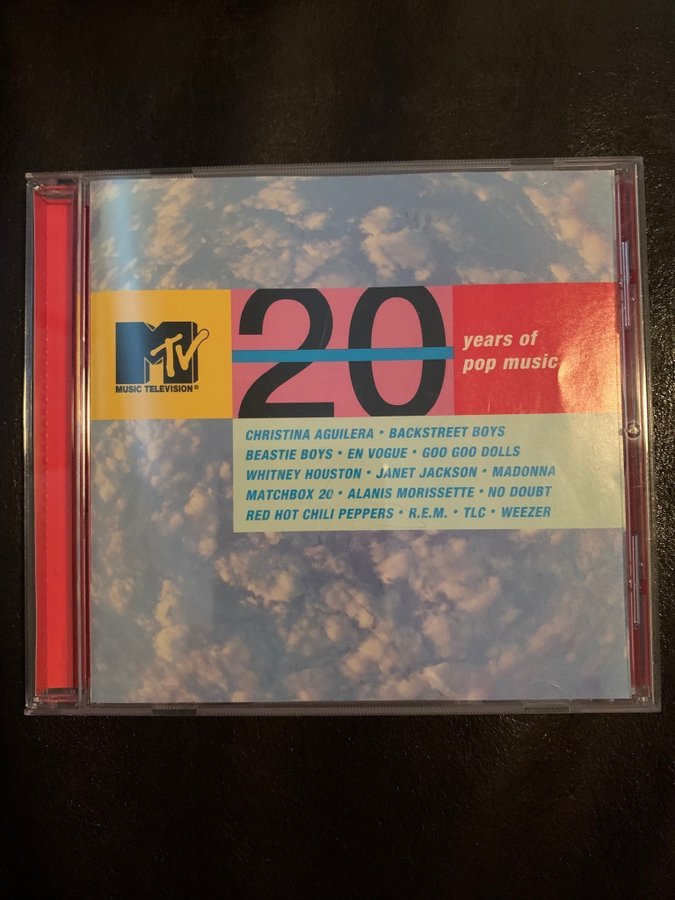 MTV
MUSIC TELEVISION®
20
years of
pop music
CHRISTINA AGUILERA • BACKSTREET BOYS
BEASTIE BOYS • EN VOGUE • GOO GOO DOLLS
WHITNEY HOUSTON • JANET JACKSON • MADONNA
MATCHBOX 20 • ALANIS MORISSETTE • NO DOUBT
RED HOT CHILI PEPPERS • R.E.M. • TLC • WEEZER